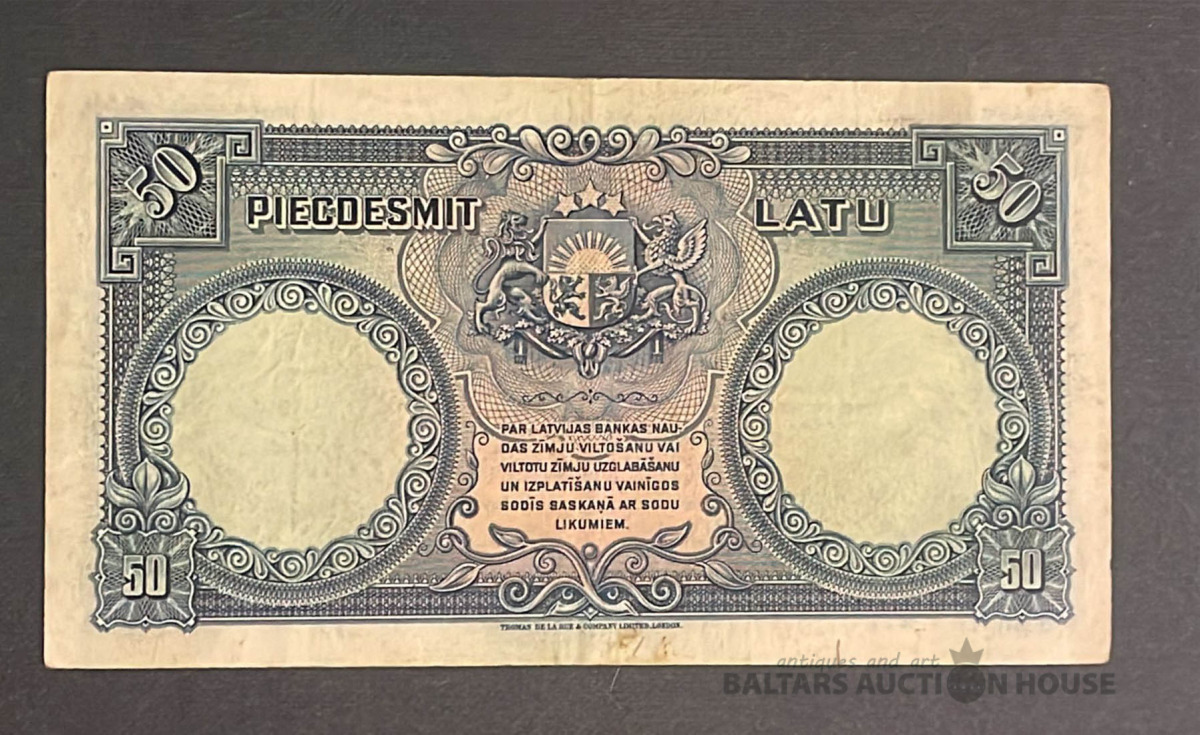 50
50
PIECDESMIT LATU
PAR LATVIJAS BANKAS NAU-
DAS ZĪMJU VILTOŠANU VAI
VILTOTU ZĪMJU UZGLABĀŠANU
UN IZPLATĪŠANU VAINĪGOS
SODĪS SASKAŅĀ AR SODU
LIKUMIEM.
50
50
THOMAS DE LA RUE & COMPANY LIMITED, LONDON.
antiques and art
BALTARS AUCTION HOUSE